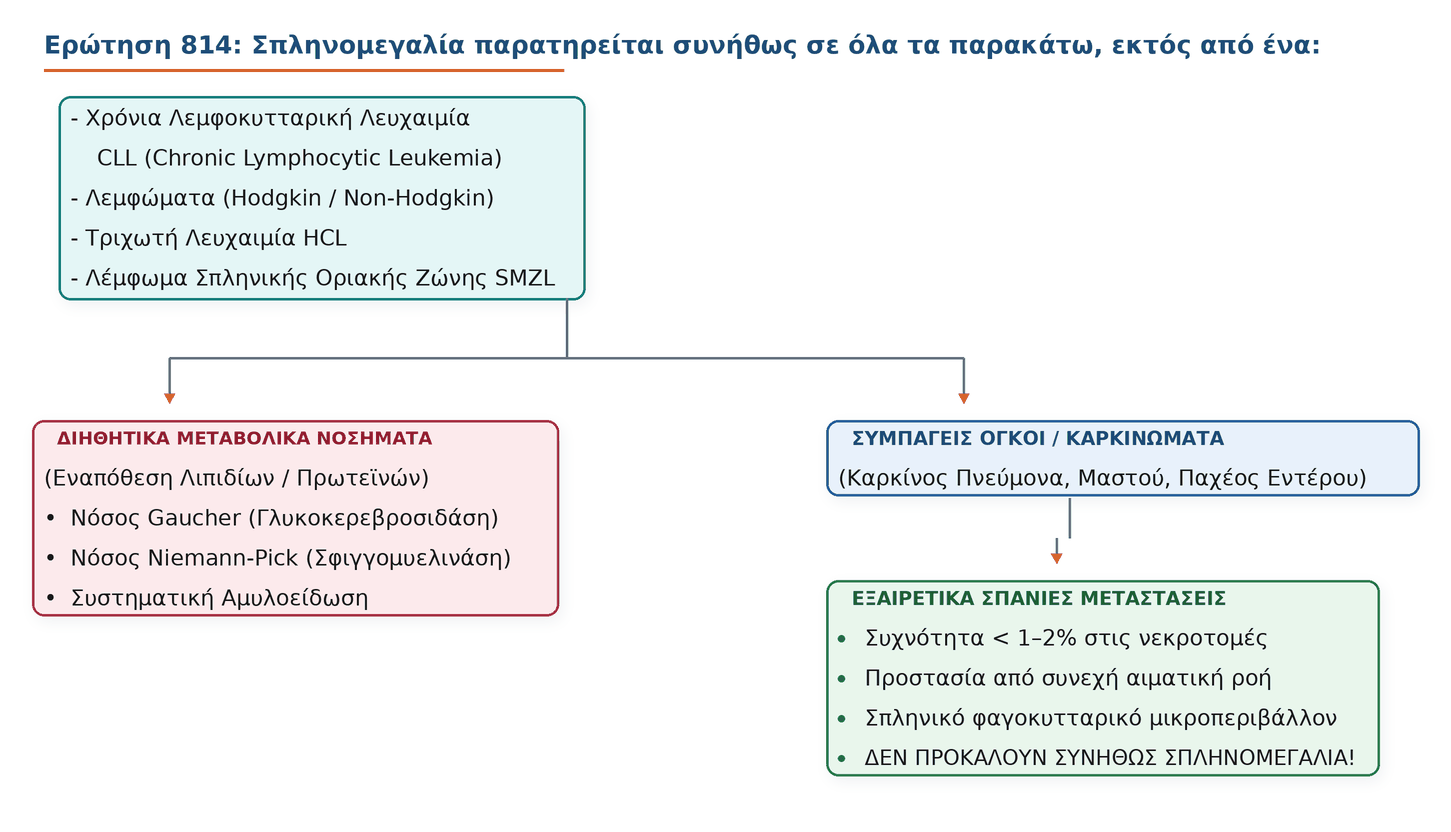 Ερώτηση 814: Σπληνομεγαλία παρατηρείται συνήθως σε όλα τα παρακάτω, εκτός από ένα:
- Χρόνια Λεμφοκυτταρική Λευχαιμία
CLL (Chronic Lymphocytic Leukemia)
- Λεμφώματα (Hodgkin / Non-Hodgkin)
- Τριχωτή Λευχαιμία HCL
- Λέμφωμα Σπληνικής Οριακής Ζώνης SMZL
ΔΙΗΘΗΤΙΚΑ ΜΕΤΑΒΟΛΙΚΑ ΝΟΣΗΜΑΤΑ
(Εναπόθεση Λιπιδίων / Πρωτεϊνών)
• Νόσος Gaucher (Γλυκοκερεβροσιδάση)
• Νόσος Niemann-Pick (Σφιγγομυελινάση)
• Συστηματική Αμυλοείδωση
ΣΥΜΠΑΓΕΙΣ ΟΓΚΟΙ / ΚΑΡΚΙΝΩΜΑΤΑ
(Καρκίνος Πνεύμονα, Μαστού, Παχέος Εντέρου)
ΕΞΑΙΡΕΤΙΚΑ ΣΠΑΝΙΕΣ ΜΕΤΑΣΤΑΣΕΙΣ
• Συχνότητα < 1–2% στις νεκροτομές
• Προστασία από συνεχή αιματική ροή
• Σπληνικό φαγοκυτταρικό μικροπεριβάλλον
• ΔΕΝ ΠΡΟΚΑΛΟΥΝ ΣΥΝΗΘΩΣ ΣΠΛΗΝΟΜΕΓΑΛΙΑ!